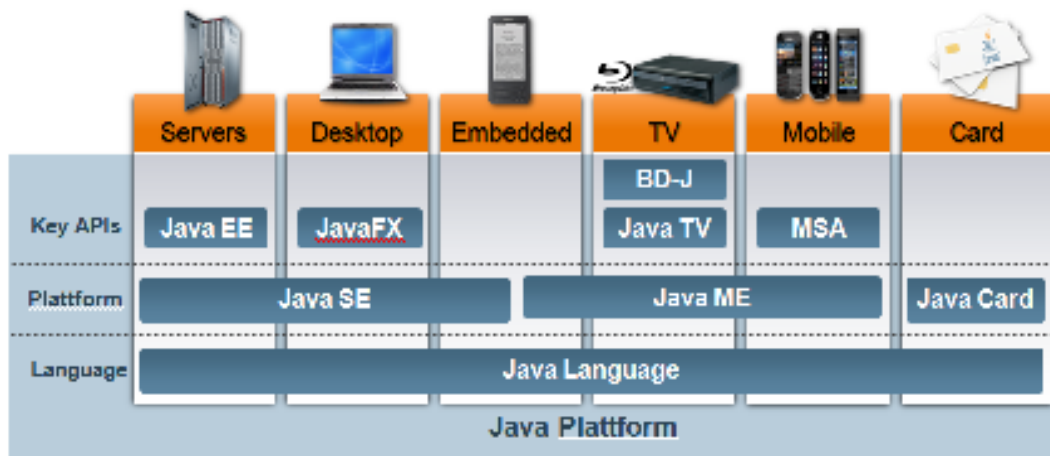 Servers Desktop Embedded TV Mobile Card
BD-J
Key APIs Java EE JavaFX Java TV MSA
Plattform Java SE Java ME Java Card
Language Java Language
Java Plattform